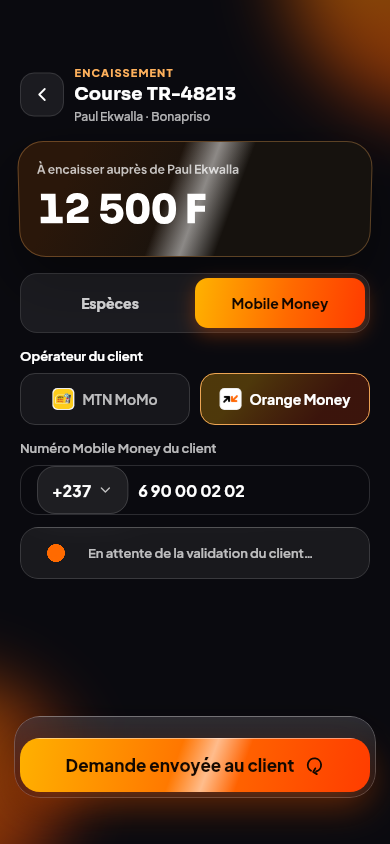 ENCAISSEMENT
Course TR-48213
Paul Ekwalla · Bonapriso
À encaisser auprès de Paul Ekwalla
12 500 F
Espèces
Mobile Money
Opérateur du client
MTN MoMo
Orange Money
Numéro Mobile Money du client
+237 6 90 00 02 02
En attente de la validation du client...
Demande envoyée au client